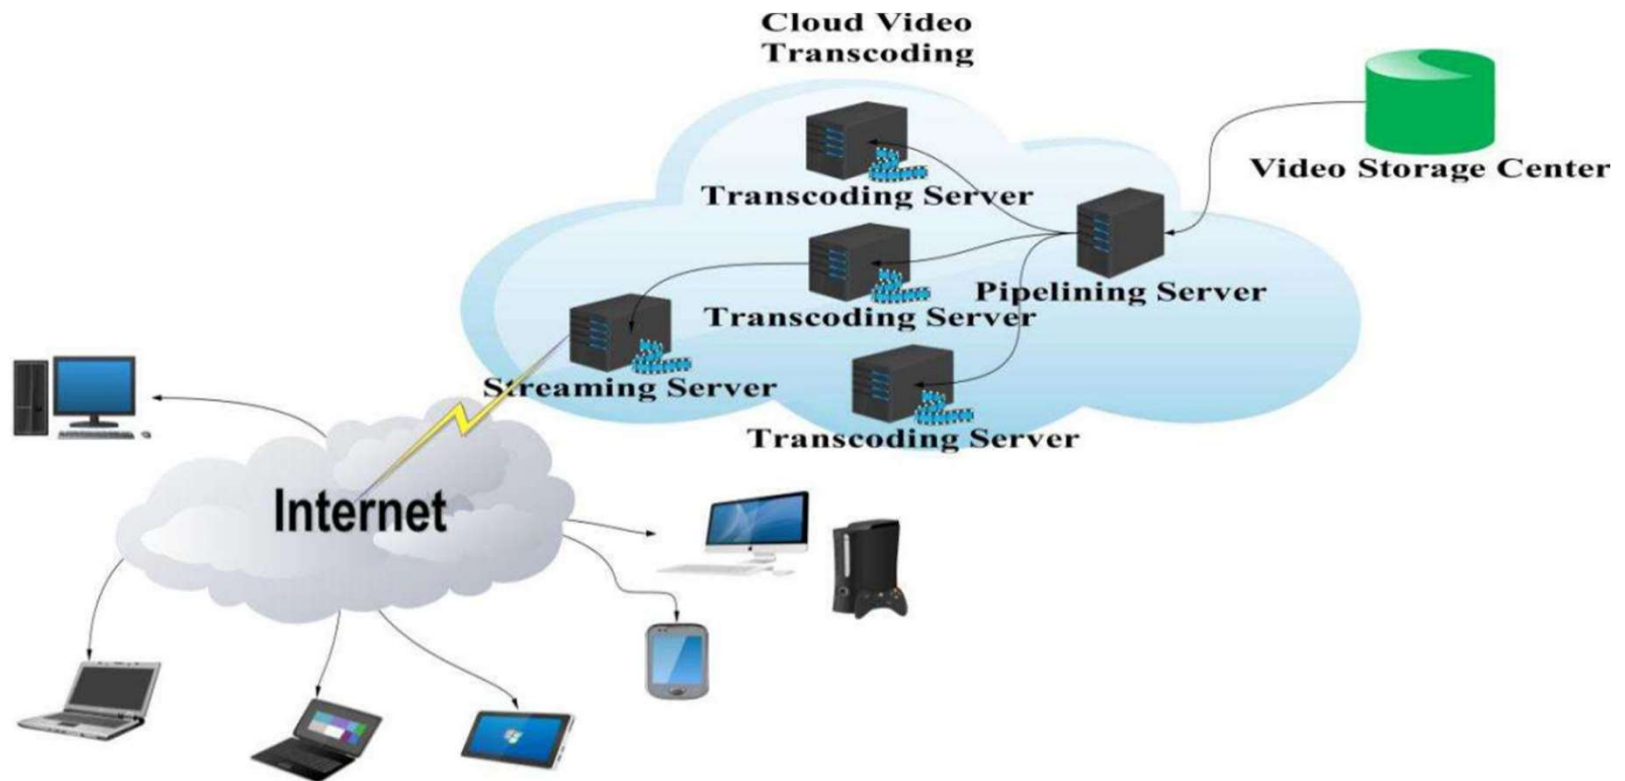 Cloud Video
Transcoding
Video Storage Center
Transcoding Server
Pipelining Server
Transcoding Server
Streaming Server
Transcoding Server
Internet